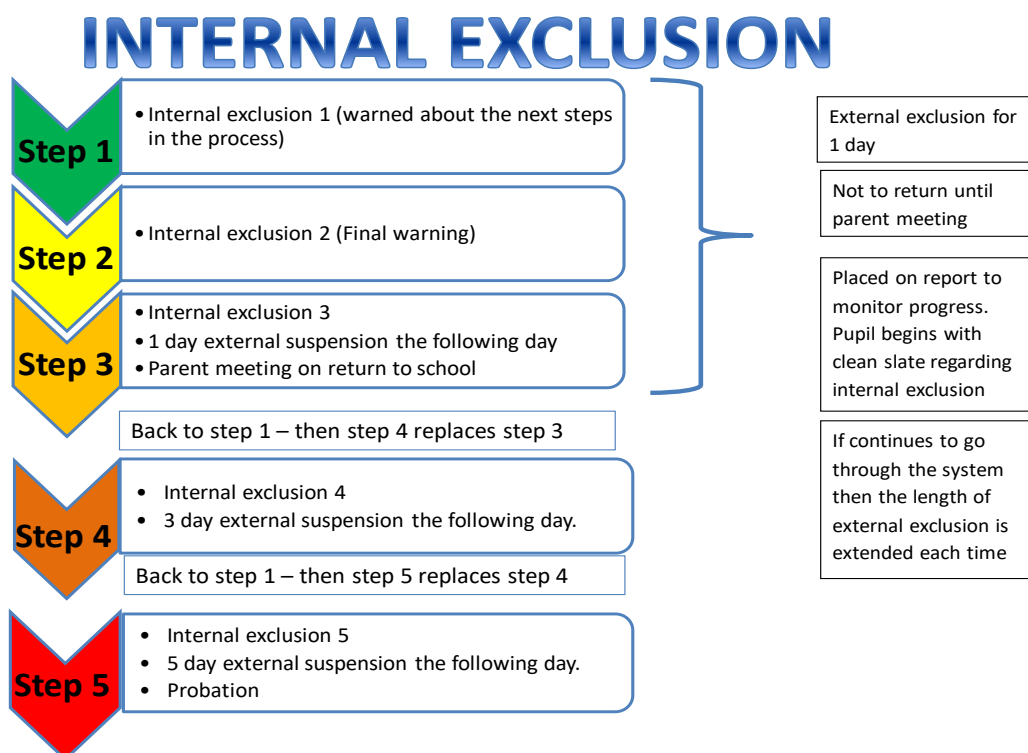 INTERNAL EXCLUSION
Step 1
• Internal exclusion 1 (warned about the next steps
in the process)
Step 2
• Internal exclusion 2 (Final warning)
Step 3
• Internal exclusion 3
• 1 day external suspension the following day
• Parent meeting on return to school
Back to step 1 – then step 4 replaces step 3
Step 4
• Internal exclusion 4
• 3 day external suspension the following day.
Back to step 1 – then step 5 replaces step 4
Step 5
• Internal exclusion 5
• 5 day external suspension the following day.
• Probation
External exclusion for
1 day
Not to return until
parent meeting
Placed on report to
monitor progress.
Pupil begins with
clean slate regarding
internal exclusion
If continues to go
through the system
then the length of
external exclusion is
extended each time